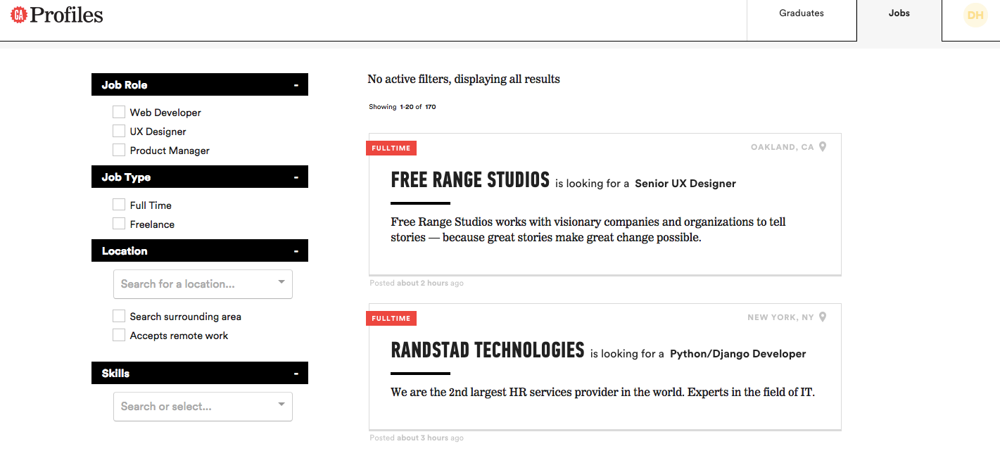 GA Profiles
Graduates
Jobs
DH
Job Role -
Web Developer
UX Designer
Product Manager
Job Type -
Full Time
Freelance
Location -
Search for a location...
Search surrounding area
Accepts remote work
Skills -
Search or select...
No active filters, displaying all results
Showing 1-20 of 170
FULLTIME
OAKLAND, CA
FREE RANGE STUDIOS is looking for a Senior UX Designer
Free Range Studios works with visionary companies and organizations to tell
stories — because great stories make great change possible.
Posted about 2 hours ago
FULLTIME
NEW YORK, NY
RANDSTAD TECHNOLOGIES is looking for a Python/Django Developer
We are the 2nd largest HR services provider in the world. Experts in the field of IT.
Posted about 3 hours ago